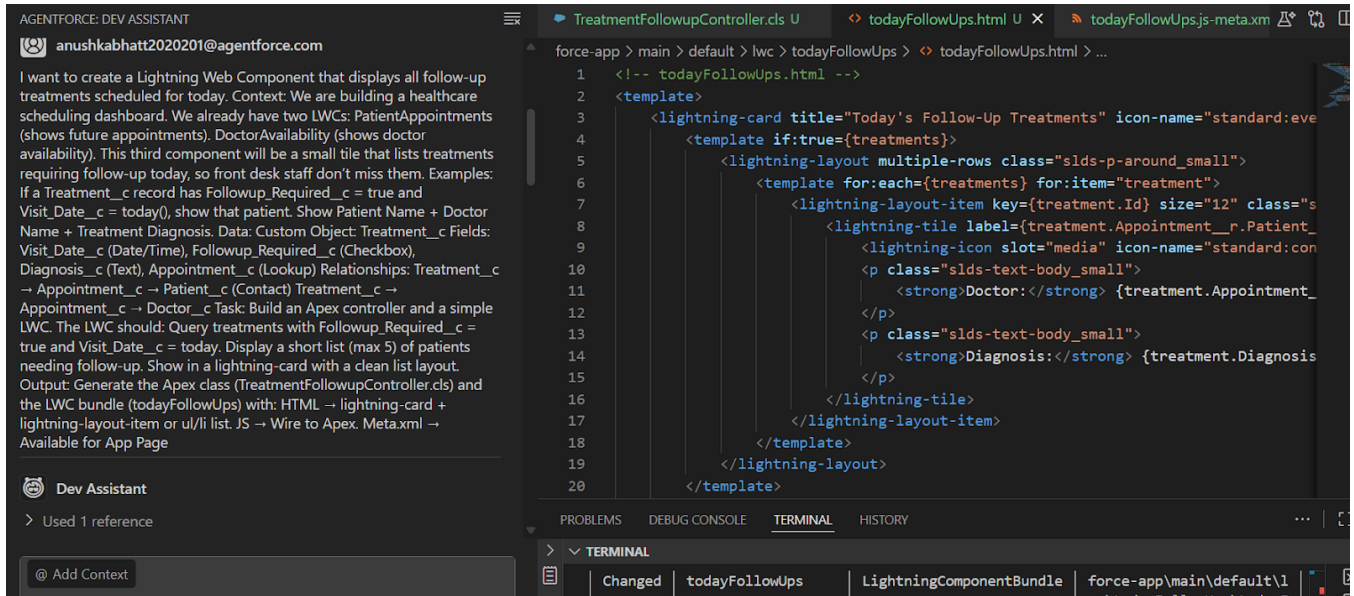 AGENTFORCE: DEV ASSISTANT
anushkabhatt2020201@agentforce.com
I want to create a Lightning Web Component that displays all follow-up
treatments scheduled for today. Context: We are building a healthcare
scheduling dashboard. We already have two LWCs: PatientAppointments
(shows future appointments). DoctorAvailability (shows doctor
availability). This third component will be a small tile that lists treatments
requiring follow-up today, so front desk staff don't miss them. Examples:
If a Treatment__c record has Followup_Required__c = true and
Visit_Date__c = today(), show that patient. Show Patient Name + Doctor
Name + Treatment Diagnosis. Data: Custom Object: Treatment__c Fields:
Visit_Date__c (Date/Time), Followup_Required__c (Checkbox),
Diagnosis__c (Text), Appointment__c (Lookup) Relationships: Treatment__c
→ Appointment__c → Patient__c (Contact) Treatment__c →
Appointment__c → Doctor__c Task: Build an Apex controller and a simple
LWC. The LWC should: Query treatments with Followup_Required__c =
true and Visit_Date__c = today. Display a short list (max 5) of patients
needing follow-up. Show in a lightning-card with a clean list layout.
Output: Generate the Apex class (TreatmentFollowupController.cls) and
the LWC bundle (todayFollowUps) with: HTML → lightning-card +
lightning-layout-item or ul/li list. JS → Wire to Apex. Meta.xml →
Available for App Page
Dev Assistant
Used 1 reference
@ Add Context
TreatmentFollowupController.cls U
<> todayFollowUps.html U
todayFollowUps.js-meta.xm
force-app > main > default > lwc > todayFollowUps > <> todayFollowUps.html > ...
1 <!-- todayFollowUps.html -->
2 <template>
3 <lightning-card title="Today's Follow-Up Treatments" icon-name="standard:eve
4 <template if:true={treatments}>
5 <lightning-layout multiple-rows class="slds-p-around_small">
6 <template for:each={treatments} for:item="treatment">
7 <lightning-layout-item key={treatment.Id} size="12" class="s
8 <lightning-tile label={treatment.Appointment__r.Patient_
9 <lightning-icon slot="media" icon-name="standard:con
10 <p class="slds-text-body_small">
11 <strong>Doctor:</strong> {treatment.Appointment_
12 </p>
13 <p class="slds-text-body_small">
14 <strong>Diagnosis:</strong> {treatment.Diagnosis
15 </p>
16 </lightning-tile>
17 </lightning-layout-item>
18 </template>
19 </lightning-layout>
20 </template>
PROBLEMS DEBUG CONSOLE TERMINAL HISTORY
TERMINAL
Changed | todayFollowUps | LightningComponentBundle | force-app\main\default\l